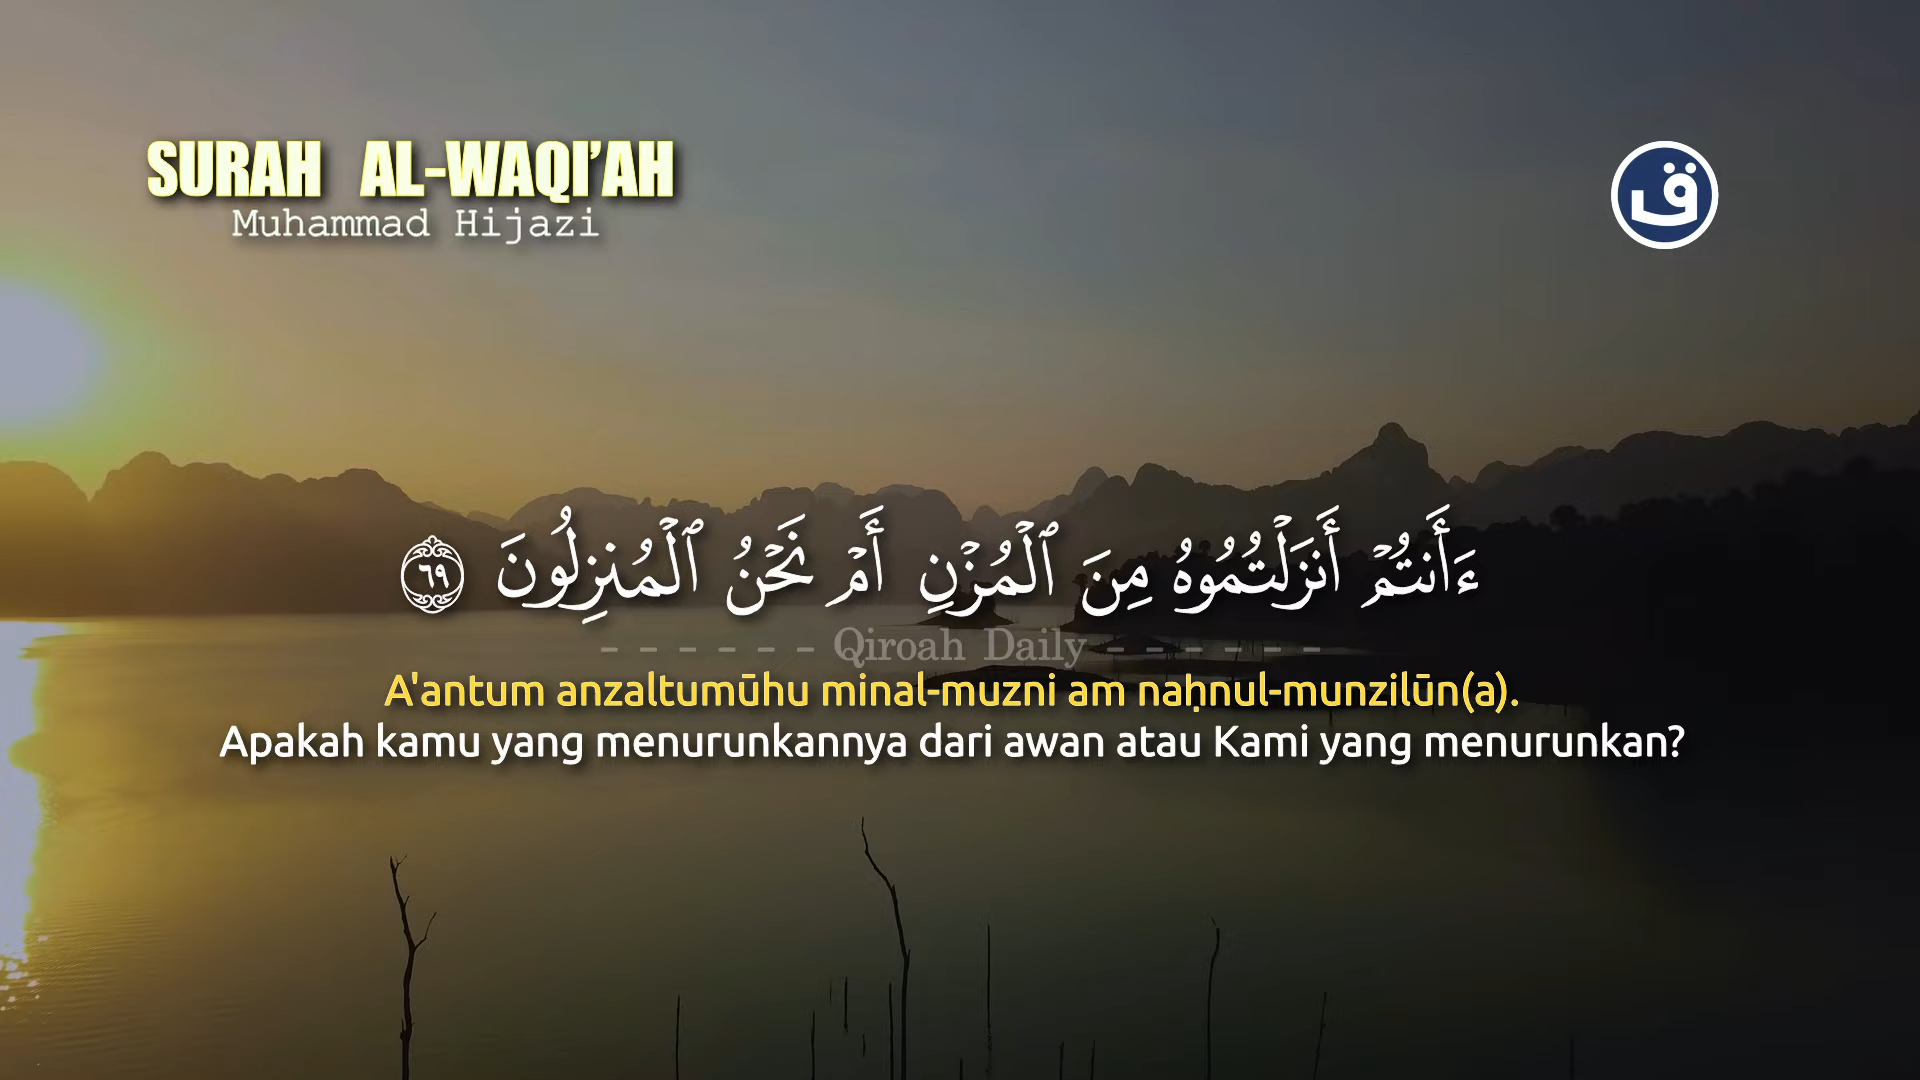 SURAH AL-WAQI’AH
Muhammad Hijazi
ق
ءَأَنتُمْ أَنزَلْتُمُوهُ مِنَ ٱلْمُزْنِ أَمْ نَحْنُ ٱلْمُنزِلُونَ ٦٩
- - - - - - Qiroah Daily - - - - - -
A'antum anzaltumūhu minal-muzni am naḥnul-munzilūn(a).
Apakah kamu yang menurunkannya dari awan atau Kami yang menurunkan?